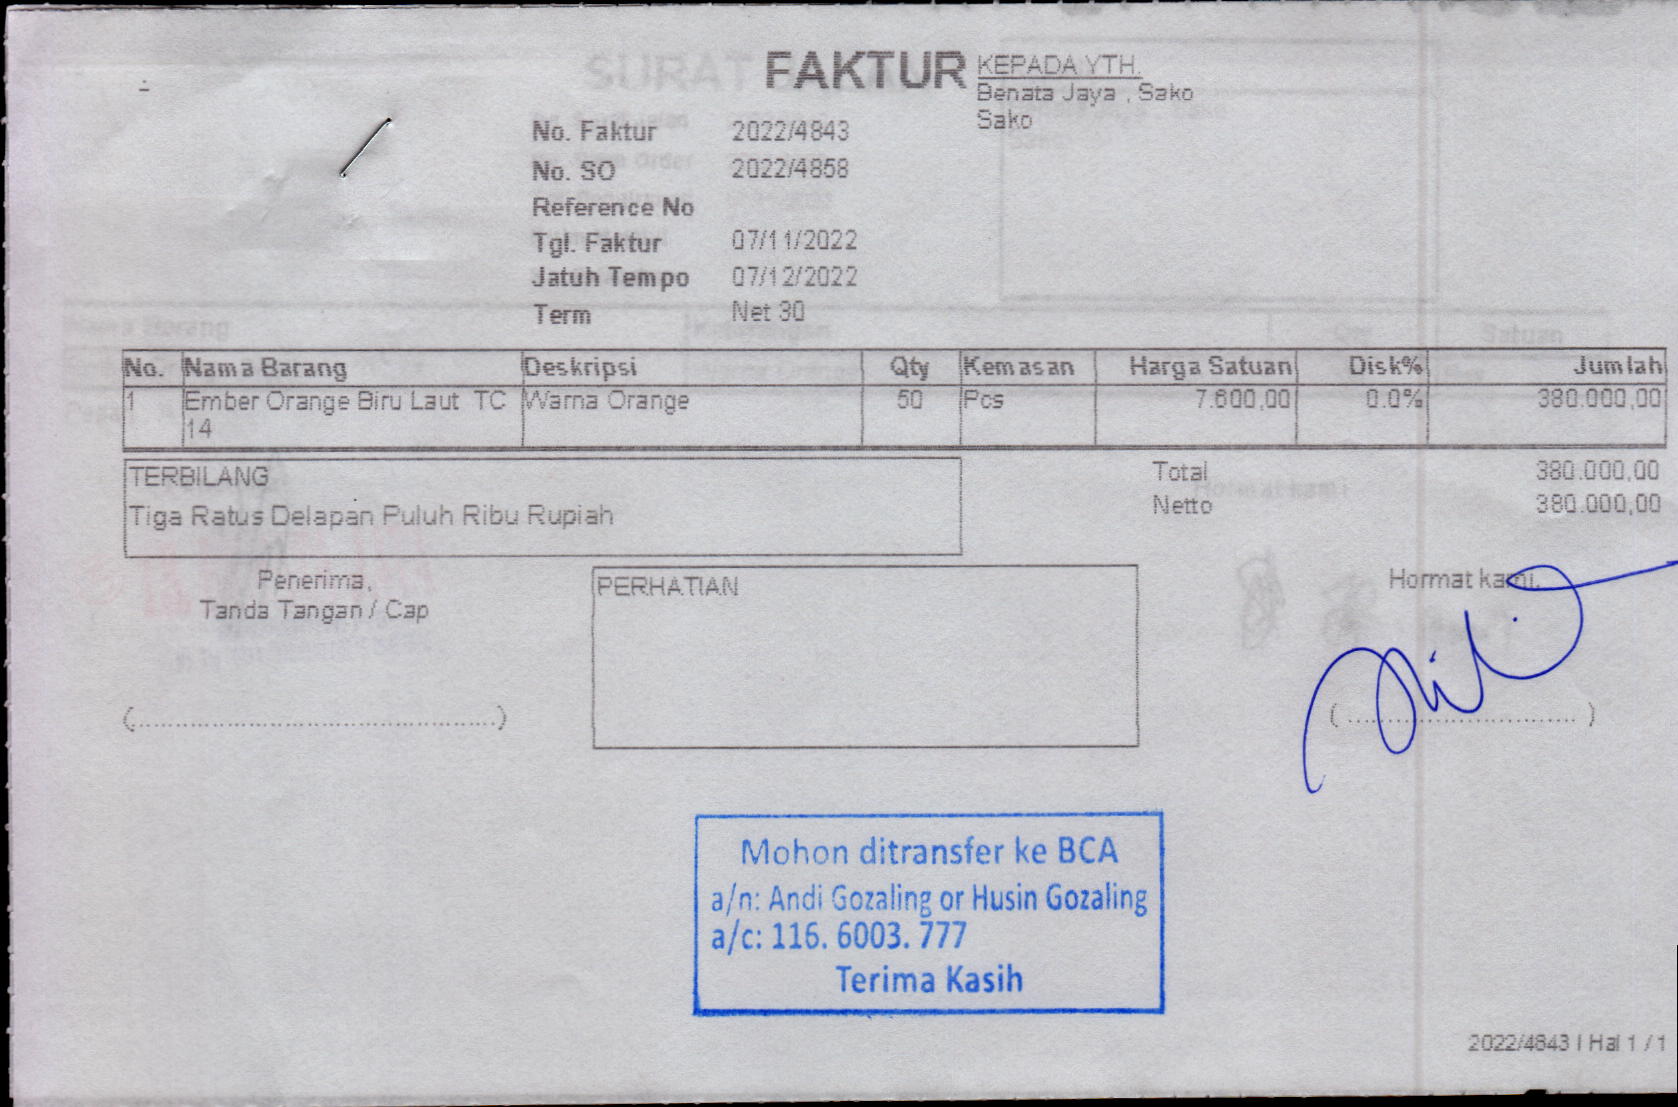 FAKTUR
KEPADA YTH.
Benata Jaya , Sako
Sako
No. Faktur 2022/4843
No. SO 2022/4858
Reference No
Tgl. Faktur 07/11/2022
Jatuh Tempo 07/12/2022
Term Net 30
No. Nama Barang Deskripsi Qty Kemasan Harga Satuan Disk% Jumlah
1 Ember Orange Biru Laut TC Warna Orange 50 Pcs 7.600,00 0.0% 380.000,00
14
TERBILANG
Tiga Ratus Delapan Puluh Ribu Rupiah
Total 380.000,00
Netto 380.000,00
Penerima,
Tanda Tangan / Cap
(...............................................)
PERHATIAN
Hormat kami,
(..............................)
Mohon ditransfer ke BCA
a/n: Andi Gozaling or Husin Gozaling
a/c: 116. 6003. 777
Terima Kasih
2022/4843 | Hal 1 / 1